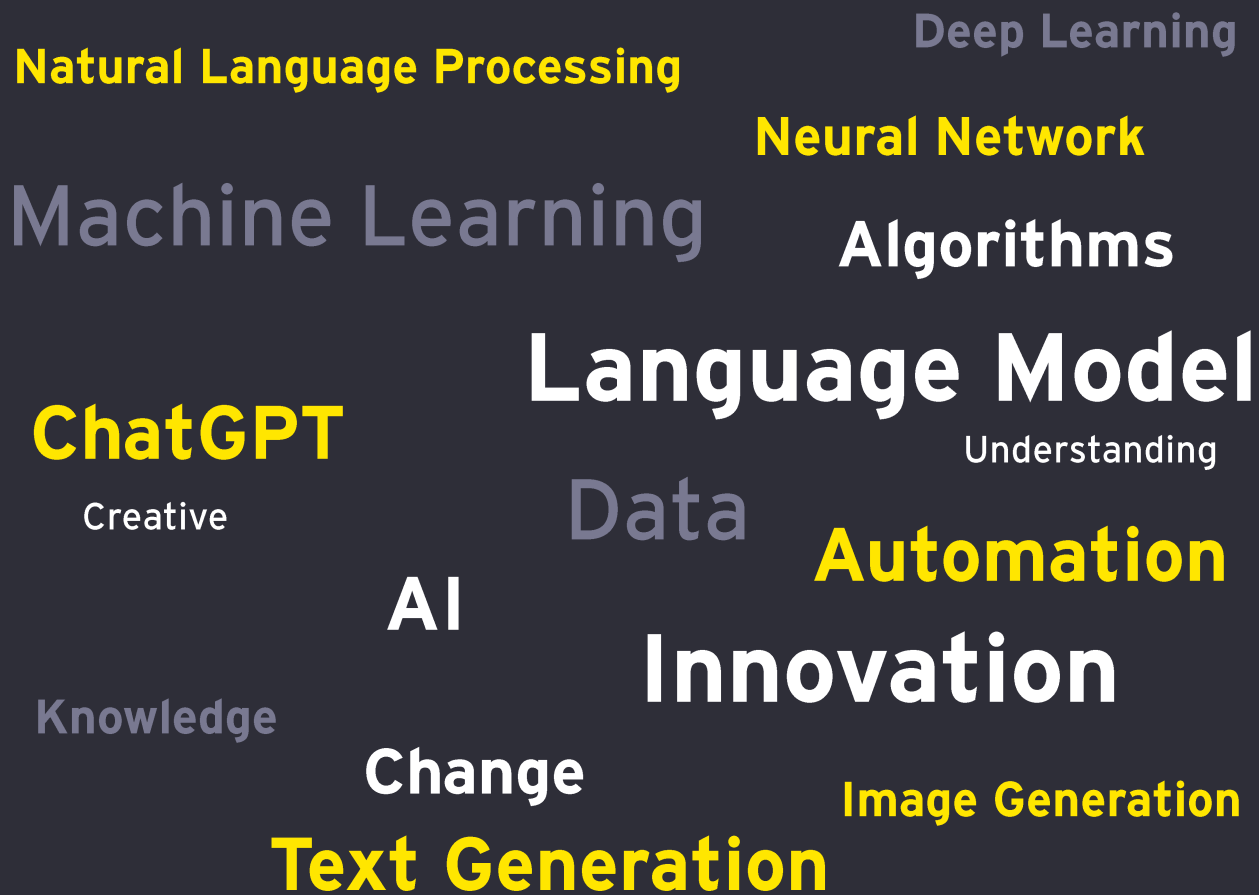 Deep Learning
Natural Language Processing
Neural Network
Machine Learning
Algorithms
Language Model
ChatGPT
Understanding
Data
Creative
Automation
AI
Innovation
Knowledge
Change
Image Generation
Text Generation